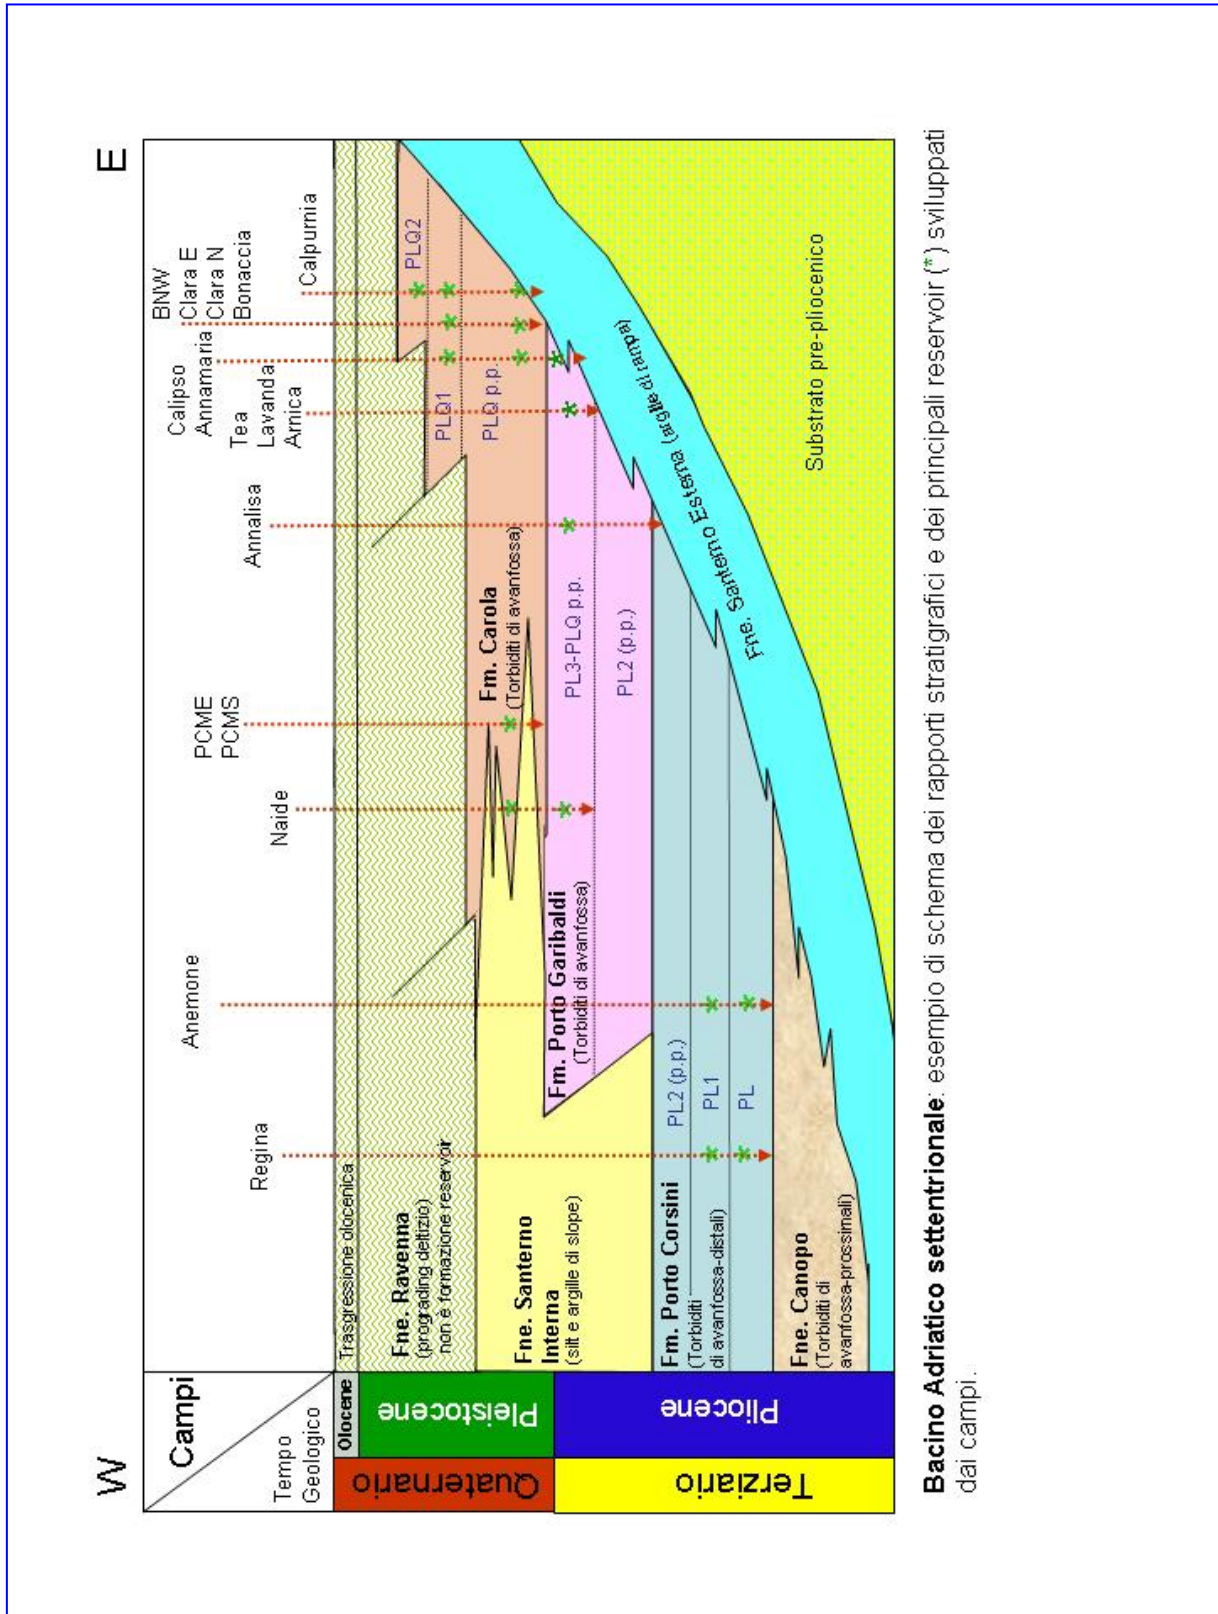 W
E
Campi
Tempo
Geologico
Regina
Anemone
Naide
PCME
PCMS
Annalisa
Calipso
Annamaria
Tea
Lavanda
Arnica
BNW
Clara E
Clara N
Bonaccia
Calpurnia
Quaternario
Terziario
Olocene
Pleistocene
Pliocene
Trasgressione olocenica
Fne. Ravenna
(prograding deltizio)
non è formazione reservoir
Fne. Santerno
Interna
(silt e argille di slope)
Fm. Carola
(Torbiditi di avanfossa)
PLQ2
PLQ1
PLQ p.p.
Fm. Porto Garibaldi
(Torbiditi di avanfossa)
PL3-PLQ p.p.
PL2 (p.p.)
Fm. Porto Corsini
(Torbiditi
di avanfossa-distali)
PL2 (p.p.)
PL1
PL
Fne. Canopo
(Torbiditi di
avanfossa-prossimali)
Fne. Santerno Esterna (argille di rampa)
Substrato pre-pliocenico
Bacino Adriatico settentrionale: esempio di schema dei rapporti stratigrafici e dei principali reservoir (*) sviluppati
dai campi.